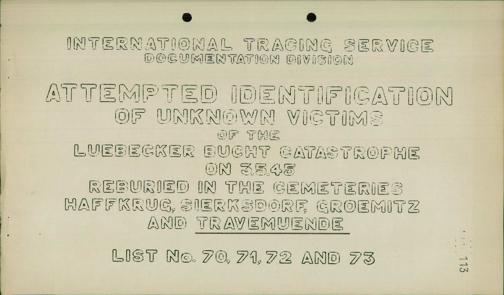 INTERNATIONAL TRACING SERVICE
DOCUMENTATION DIVISION
ATTEMPTED IDENTIFICATION
OF UNKNOWN VICTIMS
OF THE
LUEBECKER BUCHT CATASTROPHE
ON 3.5.45
REBURIED IN THE CEMETERIES
HAFFKRUG, SIERKSDORF, GROEMITZ
AND TRAVEMUENDE
LIST No. 70, 71, 72 AND 73
113